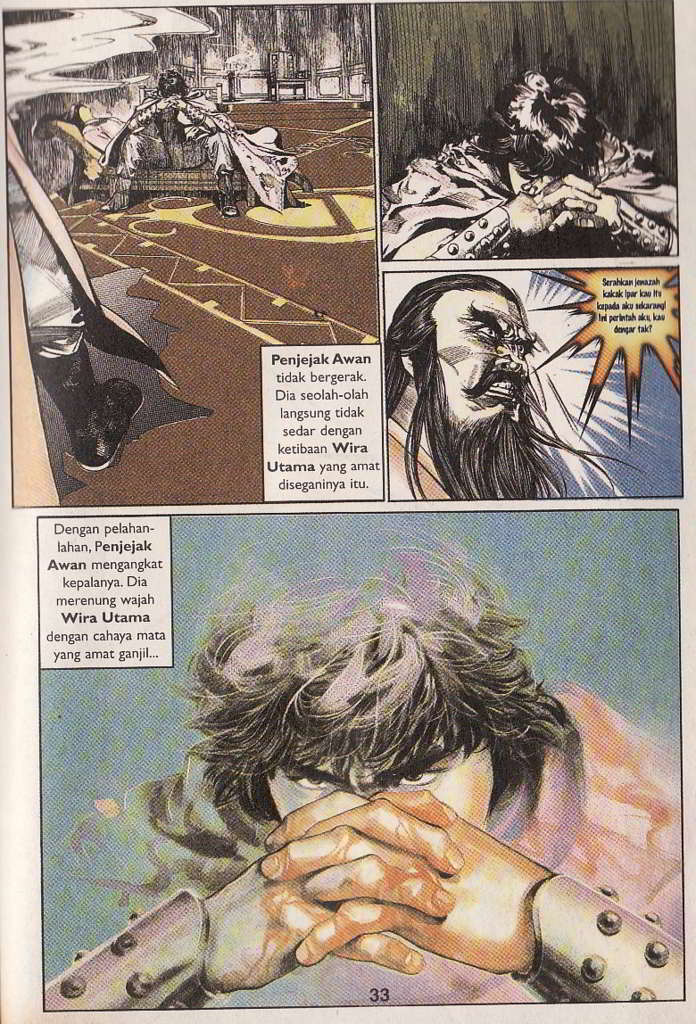 Penjejak Awan
tidak bergerak.
Dia seolah-olah
langsung tidak
sedar dengan
ketibaan Wira
Utama yang amat
diseganinya itu.
Serahkan jenazah
kakak ipar kau itu
kepada aku sekarang!
Ini perintah aku, kau
dengar tak?
Dengan pelahan-
lahan, Penjejak
Awan mengangkat
kepalanya. Dia
merenung wajah
Wira Utama
dengan cahaya mata
yang amat ganjil...
33